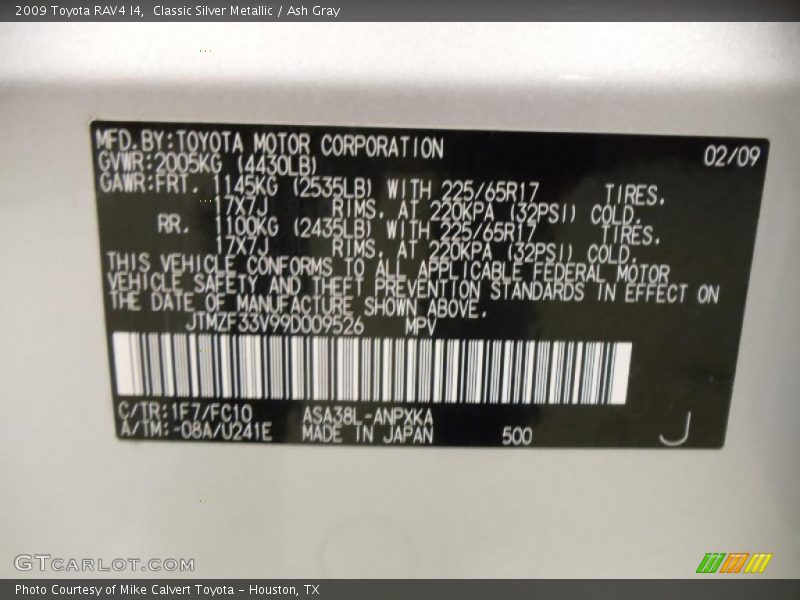 2009 Toyota RAV4 I4,  Classic Silver Metallic / Ash Gray
MFD.BY:TOYOTA MOTOR CORPORATION 02/09
GVWR:2005KG (4430LB)
GAWR:FRT. 1145KG (2535LB) WITH 225/65R17 TIRES.
17X7J RIMS. AT 220KPA (32PSI) COLD.
RR. 1100KG (2435LB) WITH 225/65R17 TIRES.
17X7J RIMS. AT 220KPA (32PSI) COLD.
THIS VEHICLE CONFORMS TO ALL APPLICABLE FEDERAL MOTOR
VEHICLE SAFETY AND THEFT PREVENTION STANDARDS IN EFFECT ON
THE DATE OF MANUFACTURE SHOWN ABOVE.
JTMZF33V99D009526 MPV
C/TR:1F7/FC10 ASA38L-ANPXKA
A/TM:-08A/U241E MADE IN JAPAN 500 J
GTCARLOT.COM
Photo Courtesy of Mike Calvert Toyota - Houston, TX